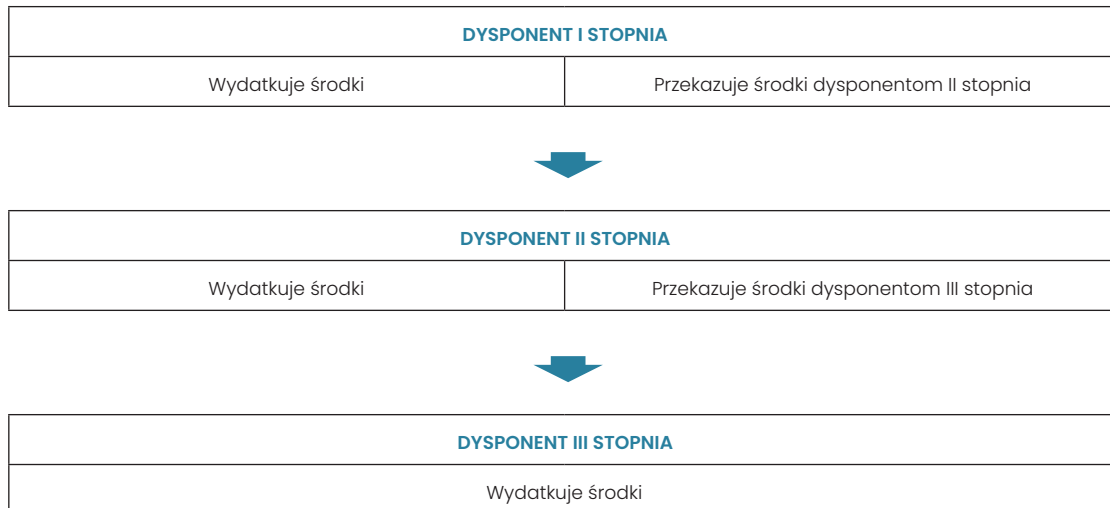 DYSPONENT I STOPNIA
Wydatkuje środki
Przekazuje środki dysponentom II stopnia
DYSPONENT II STOPNIA
Wydatkuje środki
Przekazuje środki dysponentom III stopnia
DYSPONENT III STOPNIA
Wydatkuje środki